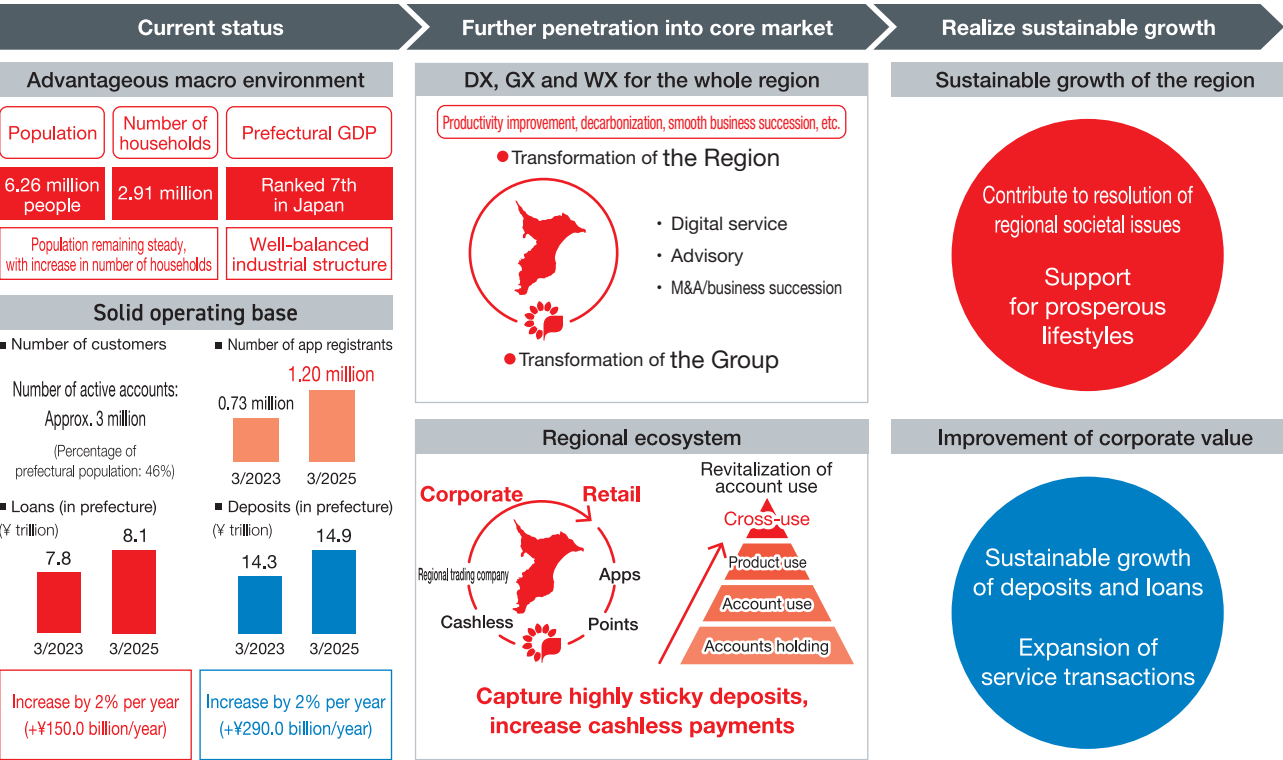 Current status
Further penetration into core market
Realize sustainable growth
Advantageous macro environment
Population
Number of
households
Prefectural GDP
6.26 million
people
2.91 million
Ranked 7th
in Japan
Population remaining steady,
with increase in number of households
Well-balanced
industrial structure
Solid operating base
■ Number of customers
Number of active accounts:
Approx. 3 million
(Percentage of
prefectural population: 46%)
■ Number of app registrants
0.73 million
1.20 million
3/2023
3/2025
■ Loans (in prefecture)
(¥ trillion)
7.8
8.1
3/2023
3/2025
■ Deposits (in prefecture)
(¥ trillion)
14.3
14.9
3/2023
3/2025
Increase by 2% per year
(+¥150.0 billion/year)
Increase by 2% per year
(+¥290.0 billion/year)
DX, GX and WX for the whole region
Productivity improvement, decarbonization, smooth business succession, etc.
● Transformation of the Region
• Digital service
• Advisory
• M&A/business succession
● Transformation of the Group
Regional ecosystem
Corporate
Retail
Regional trading company
Apps
Cashless
Points
Revitalization of
account use
Cross-use
Product use
Account use
Accounts holding
Capture highly sticky deposits,
increase cashless payments
Sustainable growth of the region
Contribute to resolution of
regional societal issues
Support
for prosperous
lifestyles
Improvement of corporate value
Sustainable growth
of deposits and loans
Expansion of
service transactions